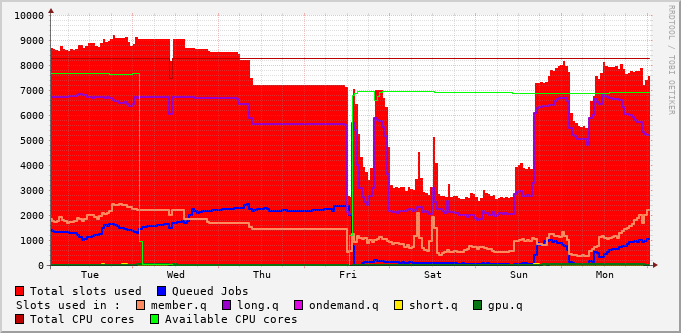 10000
9000
8000
7000
6000
5000
4000
3000
2000
1000
0
Tue Wed Thu Fri Sat Sun Mon
RRDTOOL / TOBI OETIKER
Total slots used Queued Jobs
Slots used in : member.q long.q ondemand.q short.q gpu.q
Total CPU cores Available CPU cores